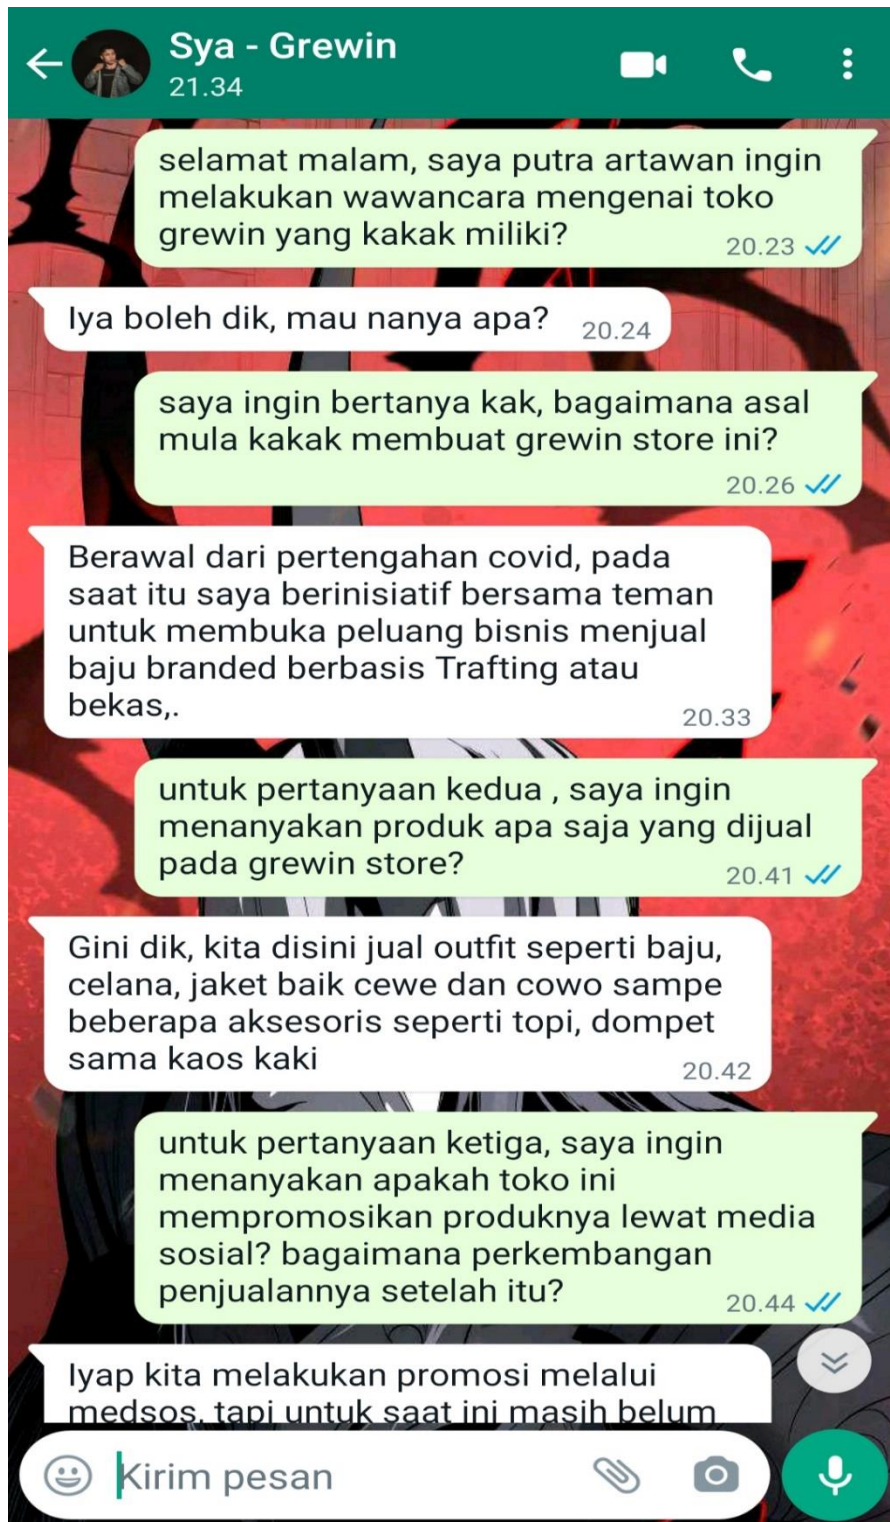 Sya - Grewin
21.34
selamat malam, saya putra artawan ingin
melakukan wawancara mengenai toko
grewin yang kakak miliki?
20.23
Iya boleh dik, mau nanya apa?
20.24
saya ingin bertanya kak, bagaimana asal
mula kakak membuat grewin store ini?
20.26
Berawal dari pertengahan covid, pada
saat itu saya berinisiatif bersama teman
untuk membuka peluang bisnis menjual
baju branded berbasis Trafting atau
bekas,.
20.33
untuk pertanyaan kedua , saya ingin
menanyakan produk apa saja yang dijual
pada grewin store?
20.41
Gini dik, kita disini jual outfit seperti baju,
celana, jaket baik cewe dan cowo sampe
beberapa aksesoris seperti topi, dompet
sama kaos kaki
20.42
untuk pertanyaan ketiga, saya ingin
menanyakan apakah toko ini
mempromosikan produknya lewat media
sosial? bagaimana perkembangan
penjualannya setelah itu?
20.44
Iyap kita melakukan promosi melalui
medsos, tapi untuk saat ini masih belum
Kirim pesan